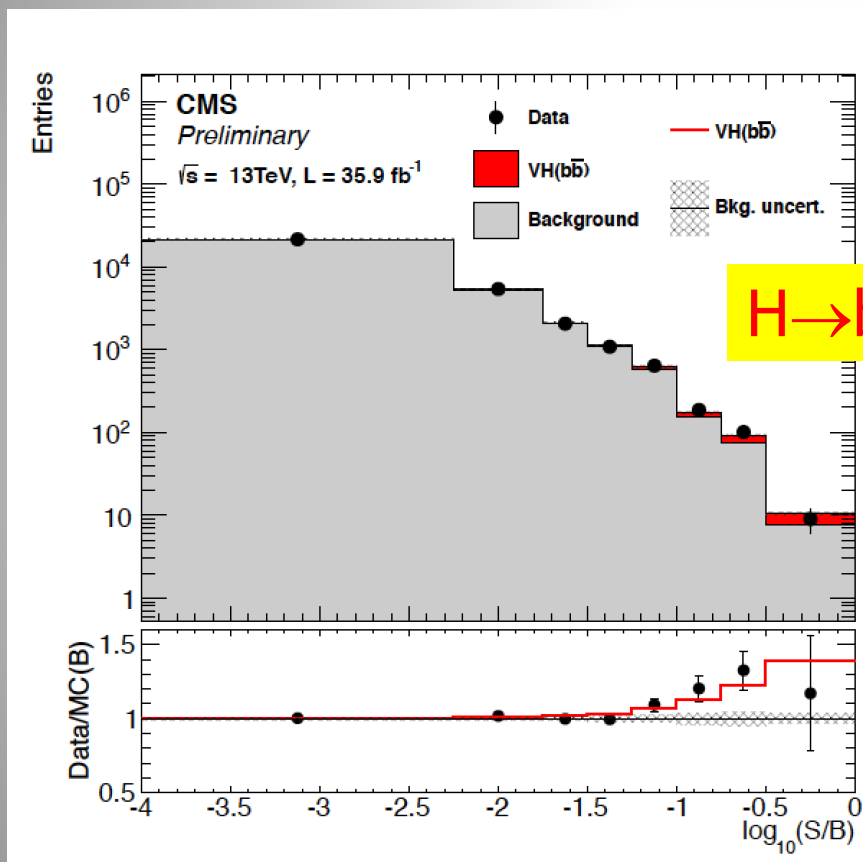 Entries
CMS
Preliminary
√s = 13TeV, L = 35.9 fb⁻¹
Data
VH(bb̅)
Background
VH(bb̅)
Bkg. uncert.
H→
10⁶
10⁵
10⁴
10³
10²
10
1
Data/MC(B)
1.5
1
0.5
-4 -3.5 -3 -2.5 -2 -1.5 -1 -0.5 0
log₁₀(S/B)